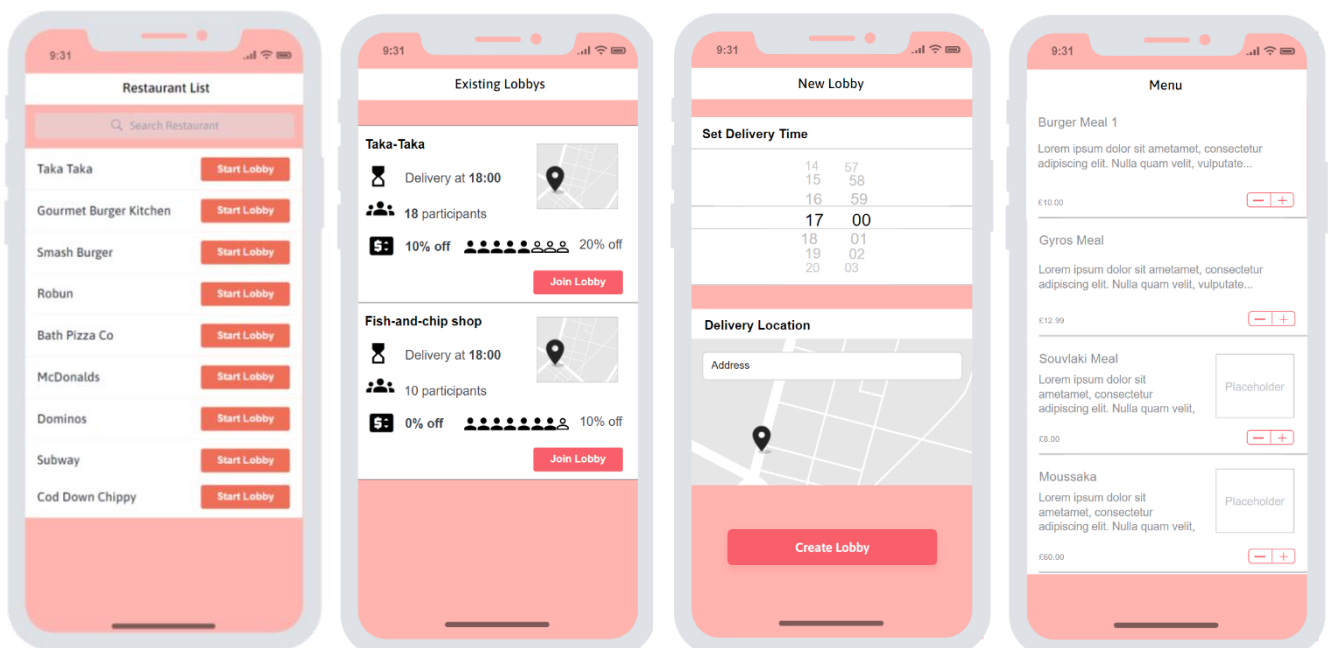 9:31
Restaurant List
Search Restaurant
Taka Taka
Start Lobby
Gourmet Burger Kitchen
Start Lobby
Smash Burger
Start Lobby
Robun
Start Lobby
Bath Pizza Co
Start Lobby
McDonalds
Start Lobby
Dominos
Start Lobby
Subway
Start Lobby
Cod Down Chippy
Start Lobby
9:31
Existing Lobbys
Taka-Taka
Delivery at 18:00
18 participants
10% off
20% off
Join Lobby
Fish-and-chip shop
Delivery at 18:00
10 participants
0% off
10% off
Join Lobby
9:31
New Lobby
Set Delivery Time
14 57
15 58
16 59
17 00
18 01
19 02
20 03
Delivery Location
Address
Create Lobby
9:31
Menu
Burger Meal 1
Lorem ipsum dolor sit ametamet, consectetur
adipiscing elit. Nulla quam velit, vulputate...
£10.00
Gyros Meal
Lorem ipsum dolor sit ametamet, consectetur
adipiscing elit. Nulla quam velit, vulputate...
£12.99
Souvlaki Meal
Lorem ipsum dolor sit
ametamet, consectetur
adipiscing elit. Nulla quam velit,
Placeholder
£8.00
Moussaka
Lorem ipsum dolor sit
ametamet, consectetur
adipiscing elit. Nulla quam velit,
Placeholder
£60.00